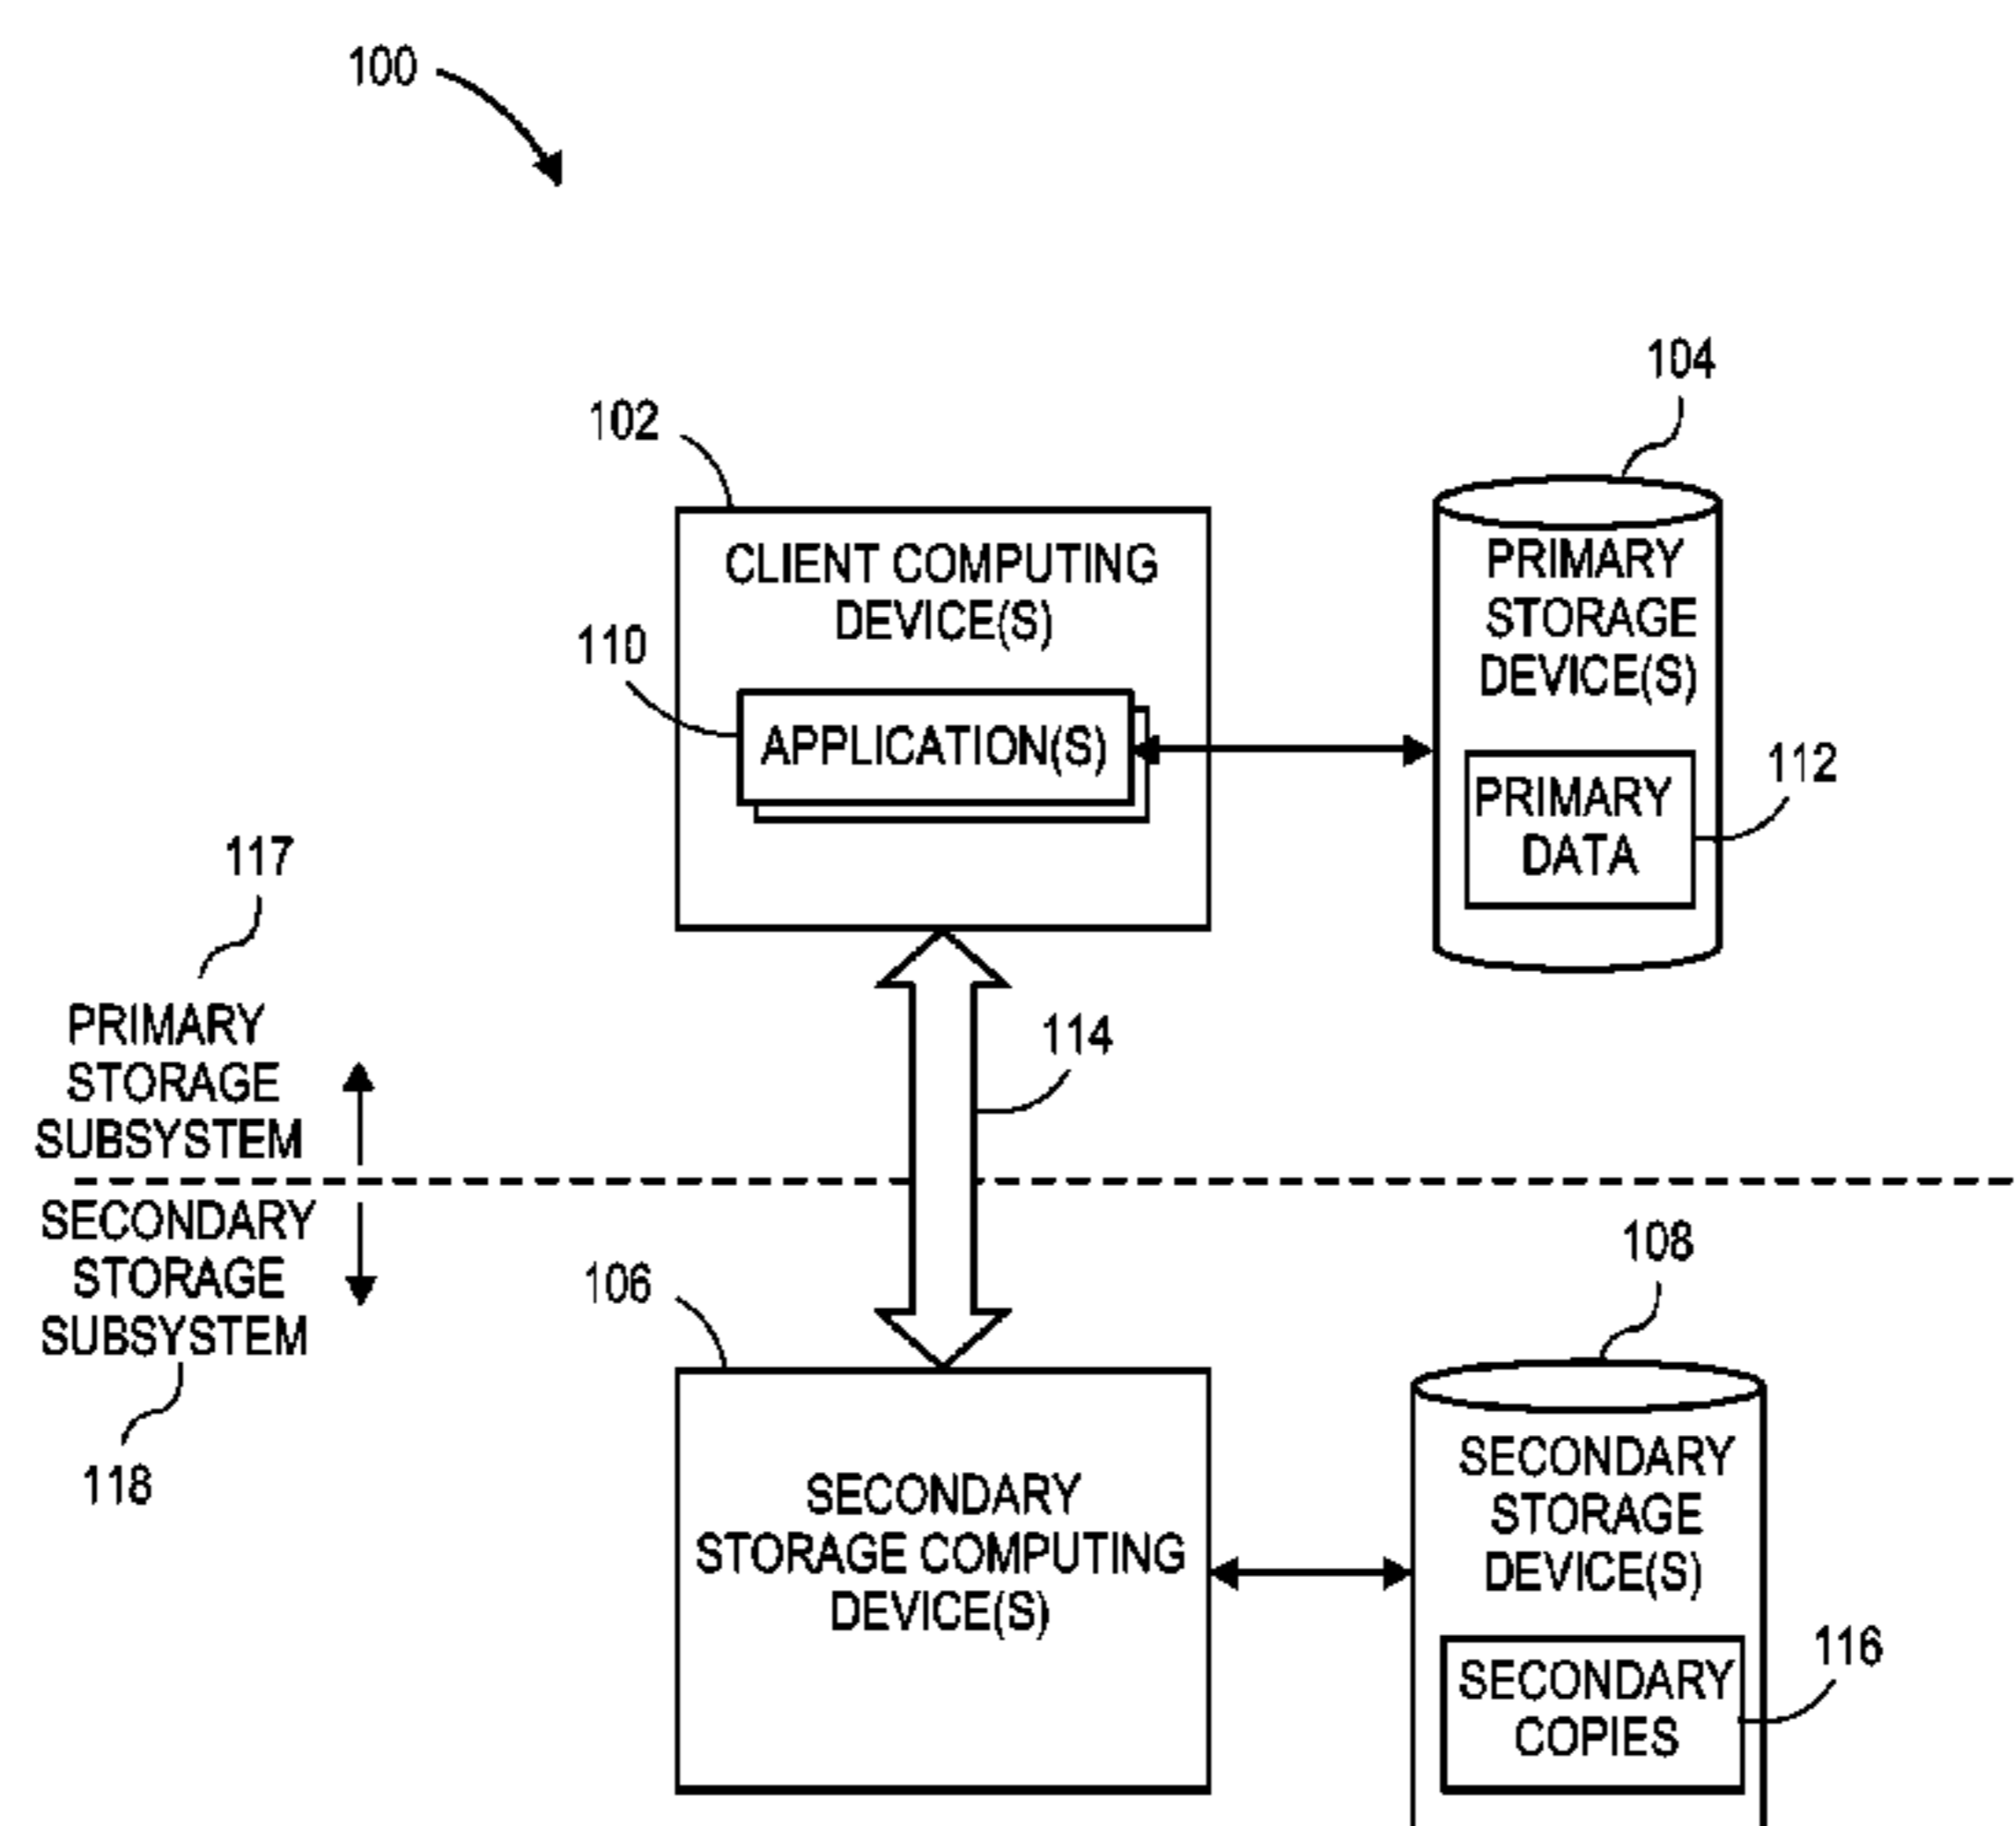 100
104
102
CLIENT COMPUTING
DEVICE(S)
PRIMARY
STORAGE
DEVICE(S)
110
APPLICATION(S)
112
PRIMARY
DATA
117
PRIMARY
STORAGE
SUBSYSTEM
114
SECONDARY
STORAGE
SUBSYSTEM
118
106
108
SECONDARY
STORAGE COMPUTING
DEVICE(S)
SECONDARY
STORAGE
DEVICE(S)
116
SECONDARY
COPIES